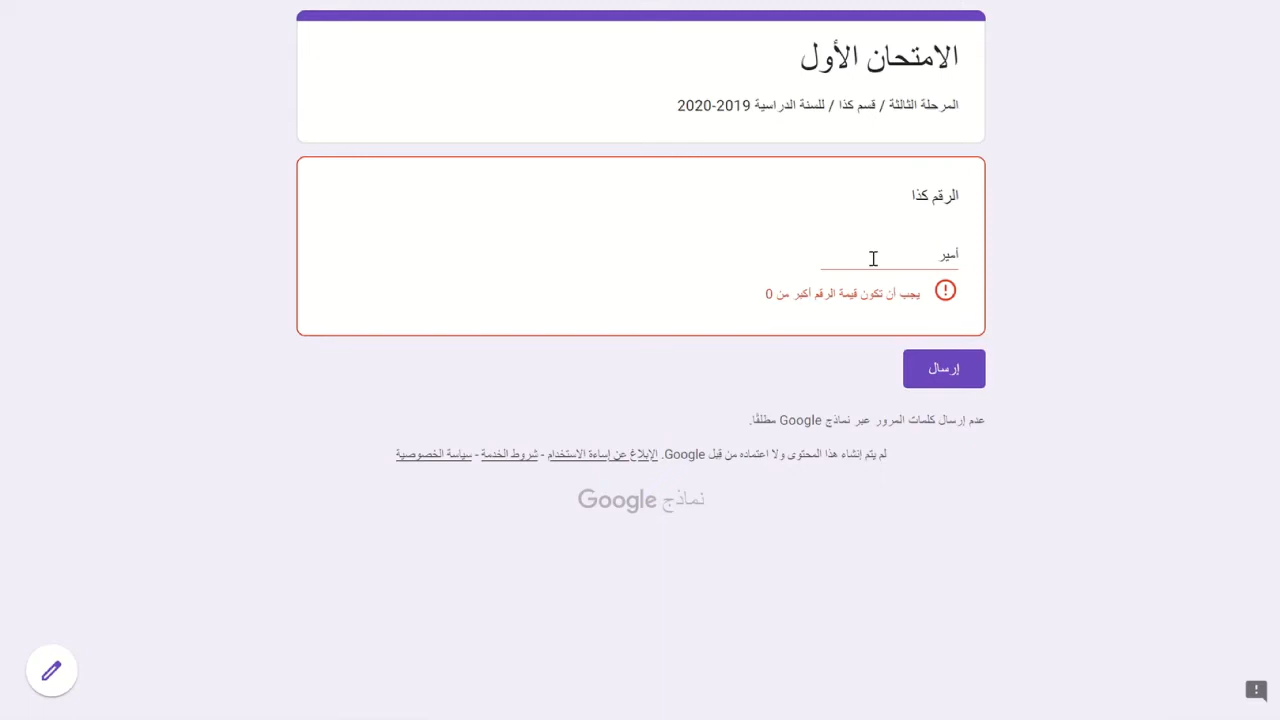 الامتحان الأول
المرحلة الثالثة / قسم كذا / للسنة الدراسية 2019-2020
الرقم كذا
أمير
يجب أن تكون قيمة الرقم أكبر من 0
إرسال
عدم إرسال كلمات المرور عبر نماذج Google مطلقًا.
لم يتم إنشاء هذا المحتوى ولا اعتماده من قبل Google. الإبلاغ عن إساءة الاستخدام - شروط الخدمة - سياسة الخصوصية
نماذج Google